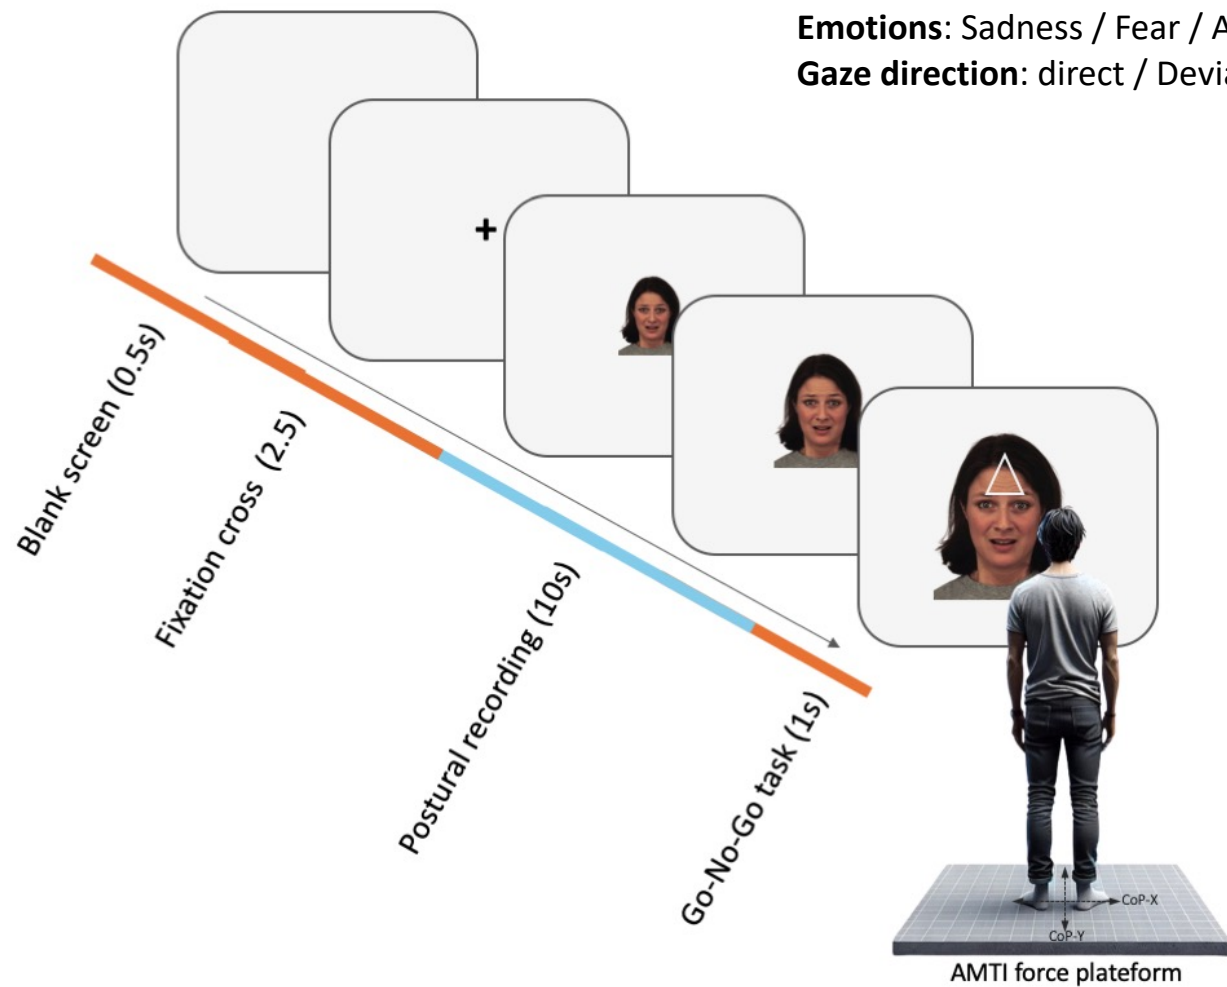 Emotions: Sadness / Fear / A
Gaze direction: direct / Devia
+
Blank screen (0.5s)
Fixation cross (2.5)
Postural recording (10s)
Go-No-Go task (1s)
CoP-X
CoP-Y
AMTI force plateform